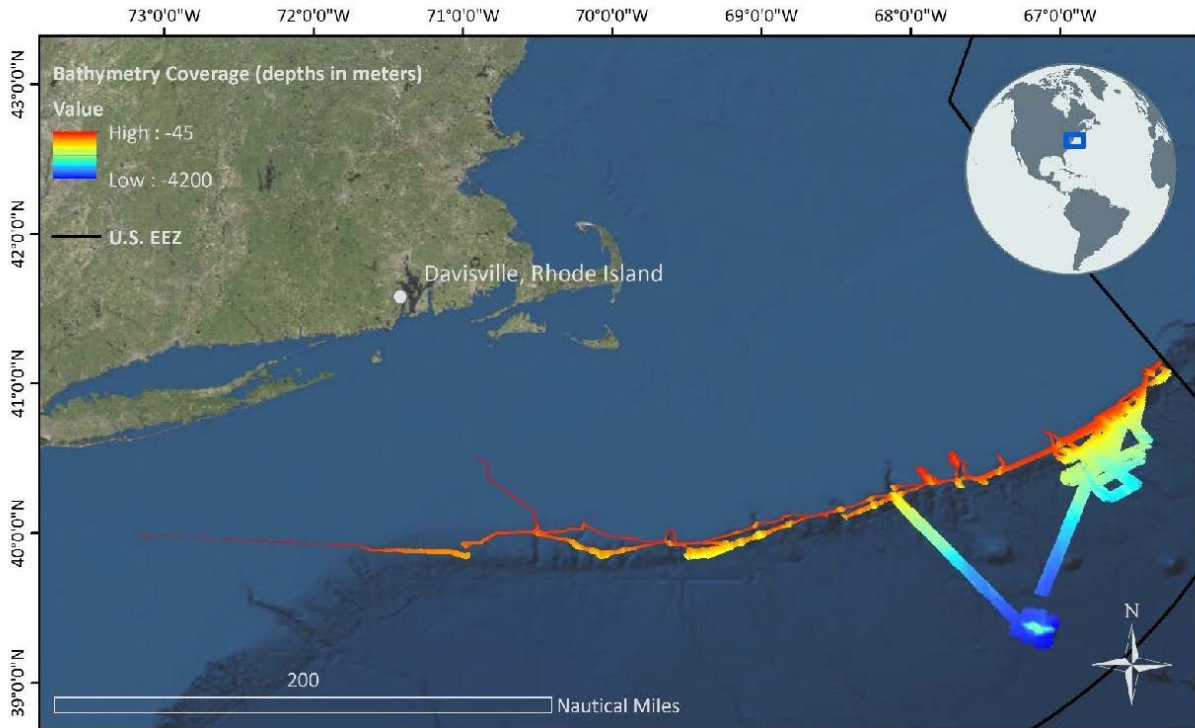 73°0'0"W 72°0'0"W 71°0'0"W 70°0'0"W 69°0'0"W 68°0'0"W 67°0'0"W
43°0'0"N
Bathymetry Coverage (depths in meters)
Value
High : -45
Low : -4200
U.S. EEZ
42°0'0"N
Davisville, Rhode Island
41°0'0"N
40°0'0"N
N
39°0'0"N
200
Nautical Miles